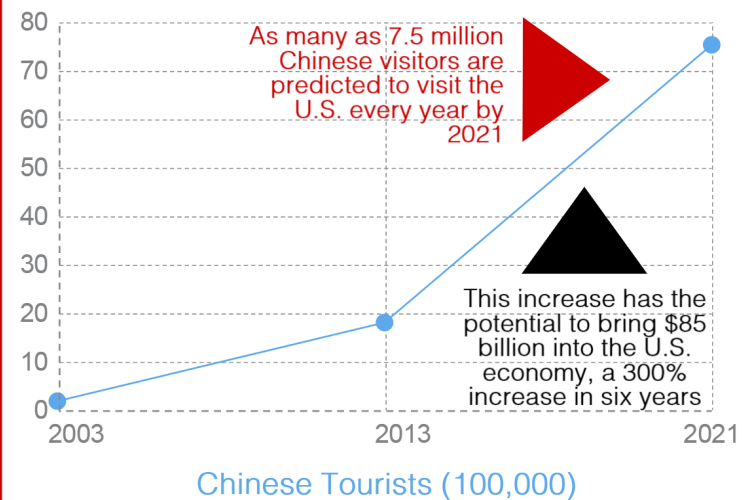 80
As many as 7.5 million
Chinese visitors are
70
predicted to visit the
U.S. every year by
60
2021
50
40
30
This increase has the
20
potential to bring $85
billion into the U.S.
10
economy, a 300%
increase in six years
0
2003
2013
2021
Chinese Tourists (100,000)